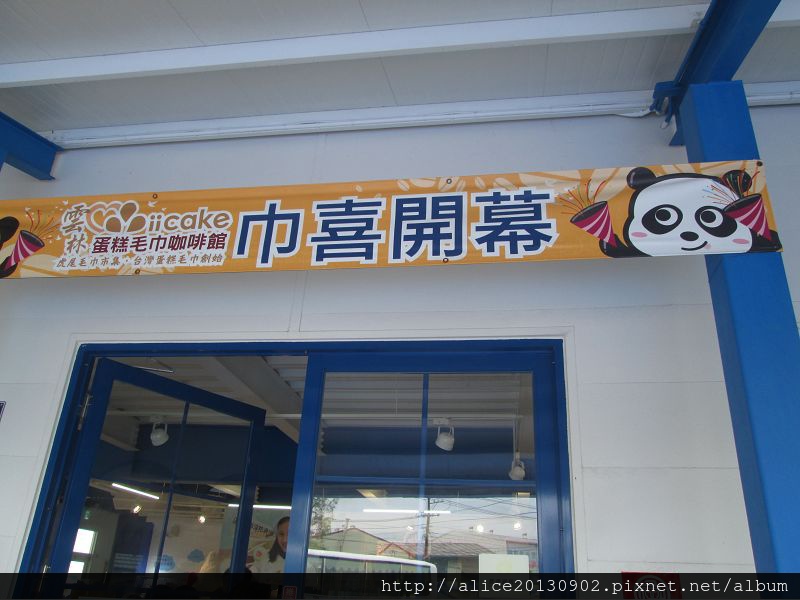 雲林
iicake
蛋糕毛巾咖啡館
虎尾毛巾市集・台灣蛋糕毛巾創始
巾喜開幕
http://alice20130902.pixnet.net/album